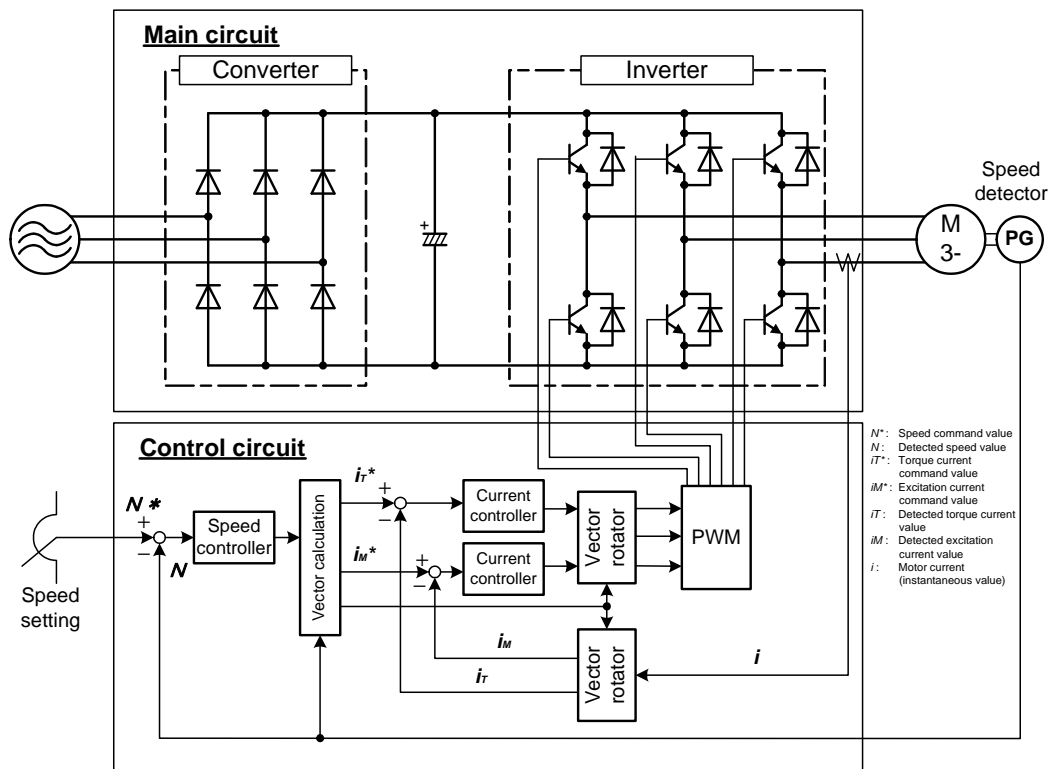 Main circuit
Converter
Inverter
+
Speed
detector
M
3-
PG
Control circuit
N* : Speed command value
N : Detected speed value
iT* : Torque current
command value
iM* : Excitation current
command value
iT : Detected torque current
value
iM : Detected excitation
current value
i : Motor current
(instantaneous value)
Speed
setting
N*
+
−
N
Speed
controller
Vector calculation
iT*
+
−
iM*
+
−
Current
controller
Current
controller
Vector
rotator
PWM
iM
iT
Vector
rotator
i